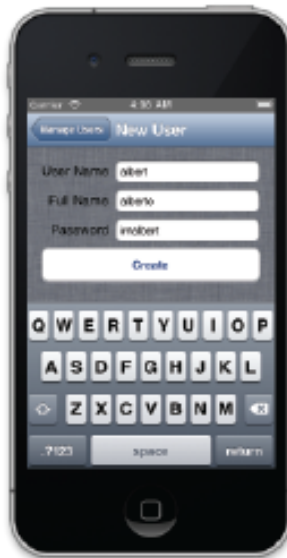 Carrier 4:36 AM
Manage Users New User
User Name albert
Full Name alberto
Password imalbert
Create
Q W E R T Y U I O P
A S D F G H J K L
Z X C V B N M
.?123 space return